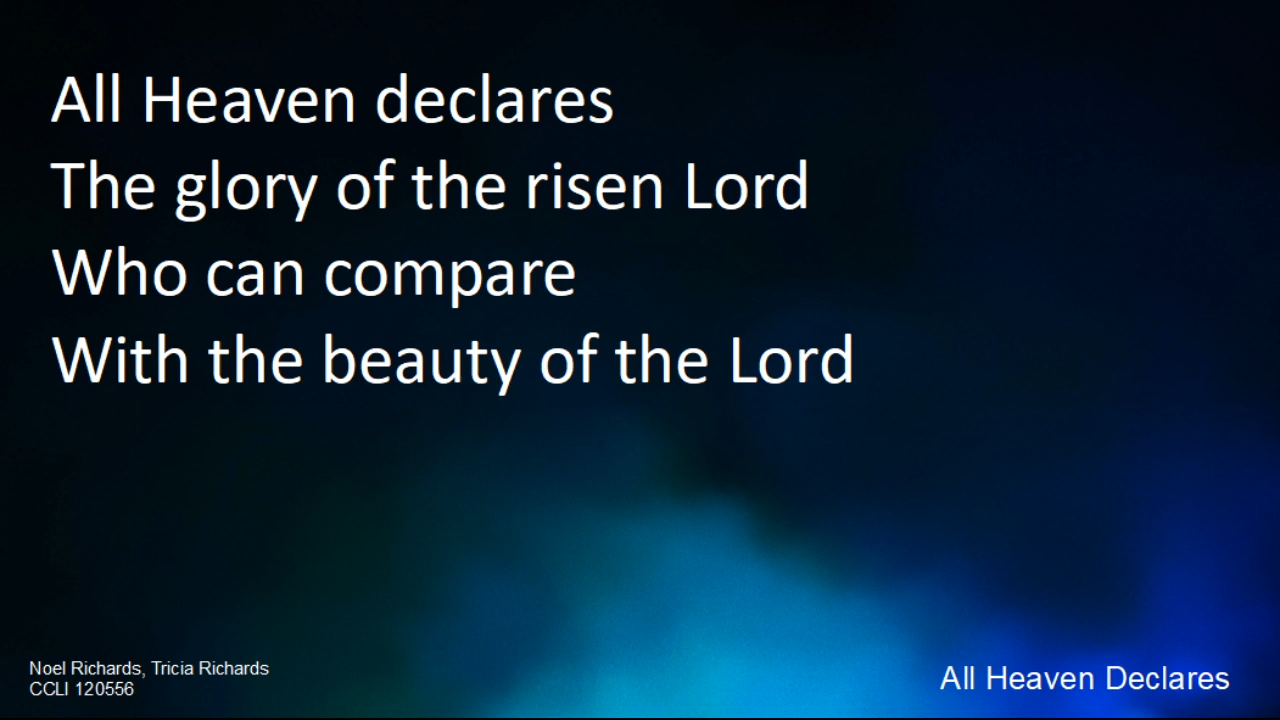 All Heaven declares
The glory of the risen Lord
Who can compare
With the beauty of the Lord
Noel Richards, Tricia Richards
CCLI 120556
All Heaven Declares